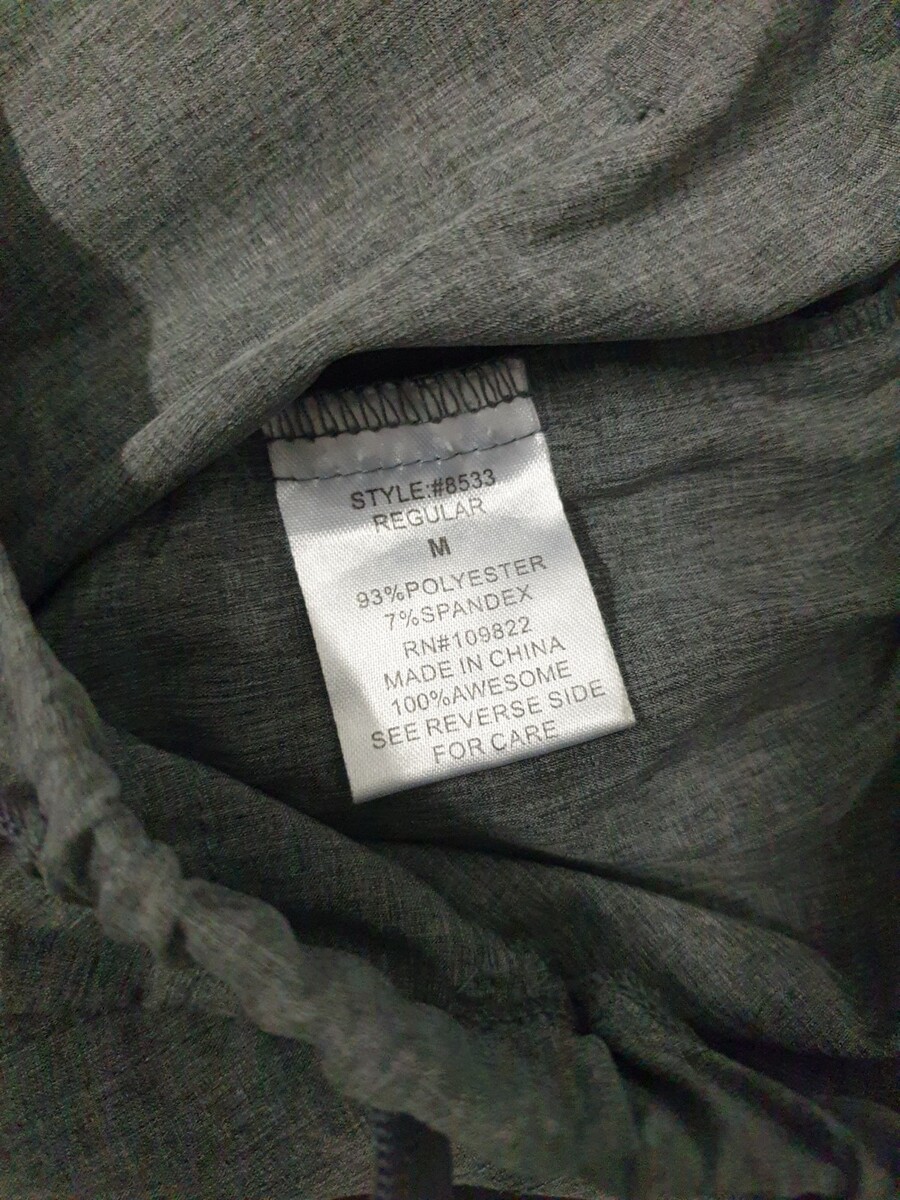 STYLE:#8533
REGULAR
M
93%POLYESTER
7%SPANDEX
RN#109822
MADE IN CHINA
100%AWESOME
SEE REVERSE SIDE
FOR CARE